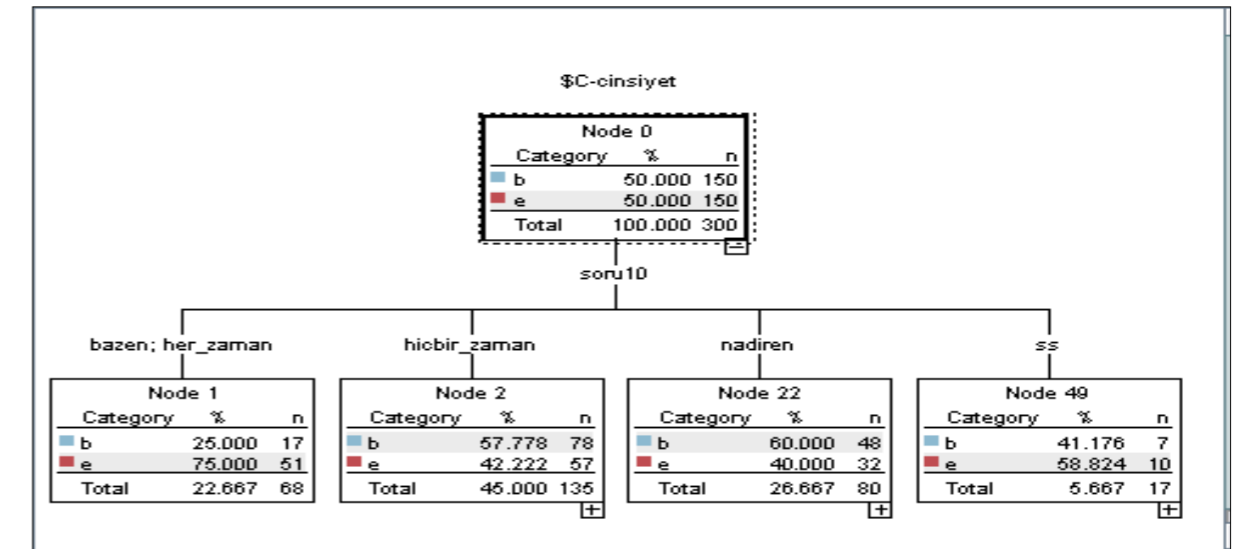 $C-cinsiyet
Node 0
Category % n
b 50.000 150
e 50.000 150
Total 100.000 300
soru10
bazen; her_zaman
Node 1
Category % n
b 25.000 17
e 75.000 51
Total 22.667 68
hicbir_zaman
Node 2
Category % n
b 57.778 78
e 42.222 57
Total 45.000 135
nadiren
Node 22
Category % n
b 60.000 48
e 40.000 32
Total 26.667 80
ss
Node 49
Category % n
b 41.176 7
e 58.824 10
Total 5.667 17